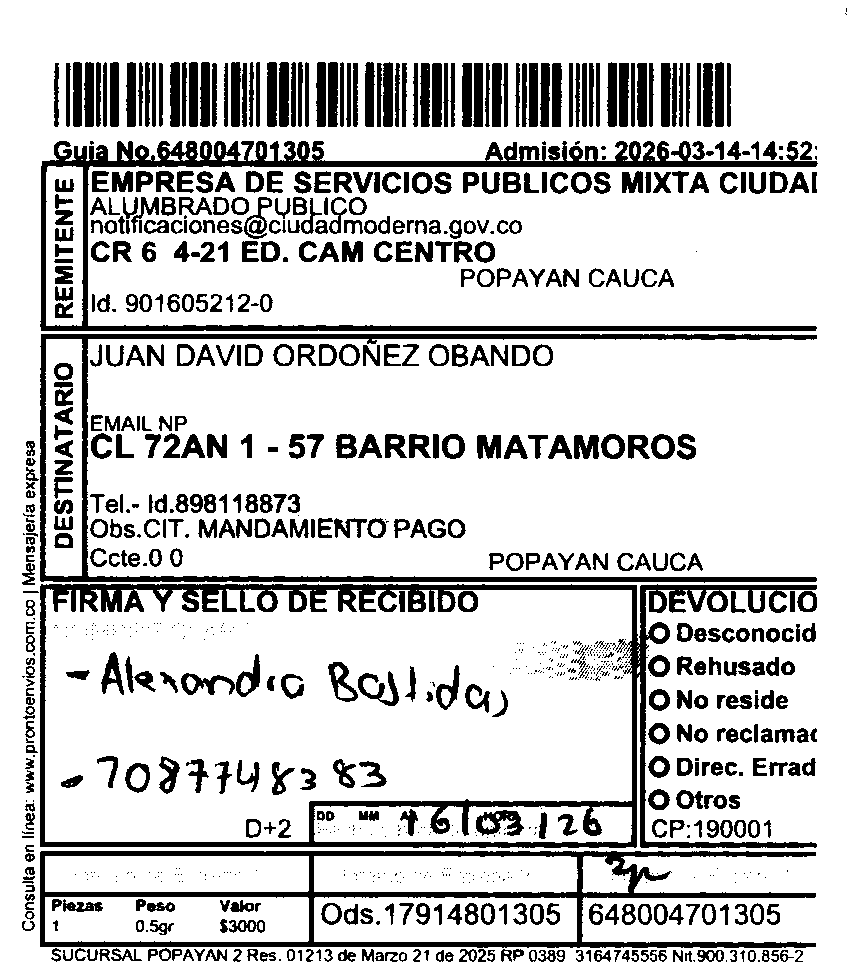 Guia No.648004701305 Admisión: 2026-03-14-14:52:
REMITENTE
EMPRESA DE SERVICIOS PUBLICOS MIXTA CIUDAD
ALUMBRADO PUBLICO
notificaciones@ciudadmoderna.gov.co
CR 6 4-21 ED. CAM CENTRO
POPAYAN CAUCA
Id. 901605212-0
DESTINATARIO
JUAN DAVID ORDOÑEZ OBANDO
EMAIL NP
CL 72AN 1 - 57 BARRIO MATAMOROS
Tel.- Id.898118873
Obs.CIT. MANDAMIENTO PAGO
Ccte.0 0 POPAYAN CAUCA
Consulta en línea: www.prontoenvios.com.co | Mensajería expresa
FIRMA Y SELLO DE RECIBIDO
- Alexandra Bastidas
- 7087748383
D+2
DD MM 16/03/26
DEVOLUCIO
Desconocid
Rehusado
No reside
No reclamad
Direc. Errad
Otros
CP:190001
Piezas Peso Valor
1 0.5gr $3000
Ods.17914801305 648004701305
SUCURSAL POPAYAN 2 Res. 01213 de Marzo 21 de 2025 RP 0389 3164745556 Nit.900.310.856-2